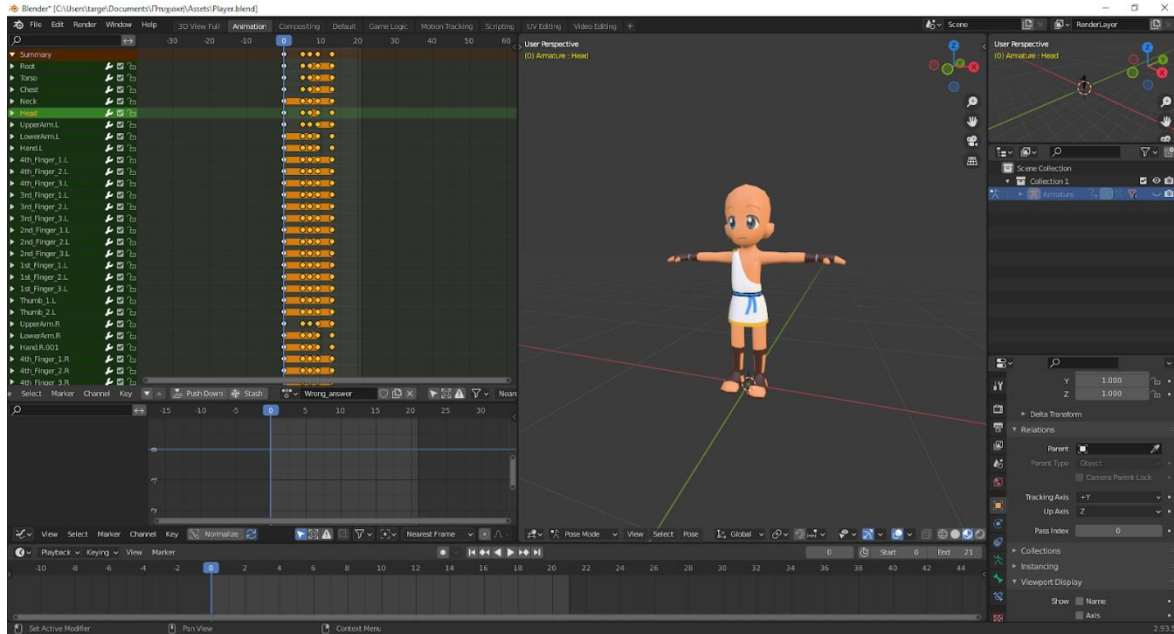 Blender* [C:\Users\targe\Documents\Πτυχιακή\Assets\Player.blend]
File Edit Render Window Help 3D View Full Animation Compositing Default Game Logic Motion Tracking Scripting UV Editing Video Editing + Scene RenderLayer
-30 -20 -10 0 10 20 30 40 50 60
Summary
Root
Torso
Chest
Neck
Head
UpperArm.L
LowerArm.L
Hand.L
4th_Finger_1.L
4th_Finger_2.L
4th_Finger_3.L
3rd_Finger_1.L
3rd_Finger_2.L
3rd_Finger_3.L
2nd_Finger_1.L
2nd_Finger_2.L
2nd_Finger_3.L
1st_Finger_1.L
1st_Finger_2.L
1st_Finger_3.L
Thumb_1.L
Thumb_2.L
UpperArm.R
LowerArm.R
Hand.R.001
4th_Finger_1.R
4th_Finger_2.R
4th_Finger_3.R
Select Marker Channel Key Push Down Stash Wrong_answer Near
-15 -10 -5 0 5 10 15 20 25 30
0
-1
-2
View Select Marker Channel Key Normalize Nearest Frame
User Perspective
(0) Armature : Head
Pose Mode View Select Pose Global
User Perspective
(0) Armature : Head
Scene Collection
Collection 1
Armature
Y 1.000
Z 1.000
Delta Transform
Relations
Parent
Parent Type Object
Camera Parent Lock
Tracking Axis +Y
Up Axis Z
Pass Index 0
Collections
Instancing
Viewport Display
Show Name
Axis
Playback Keying View Marker 0 Start 0 End 21
-10 -8 -6 -4 -2 0 2 4 6 8 10 12 14 16 18 20 22 24 26 28 30 32 34 36 38 40 42 44
Set Active Modifier Pan View Context Menu